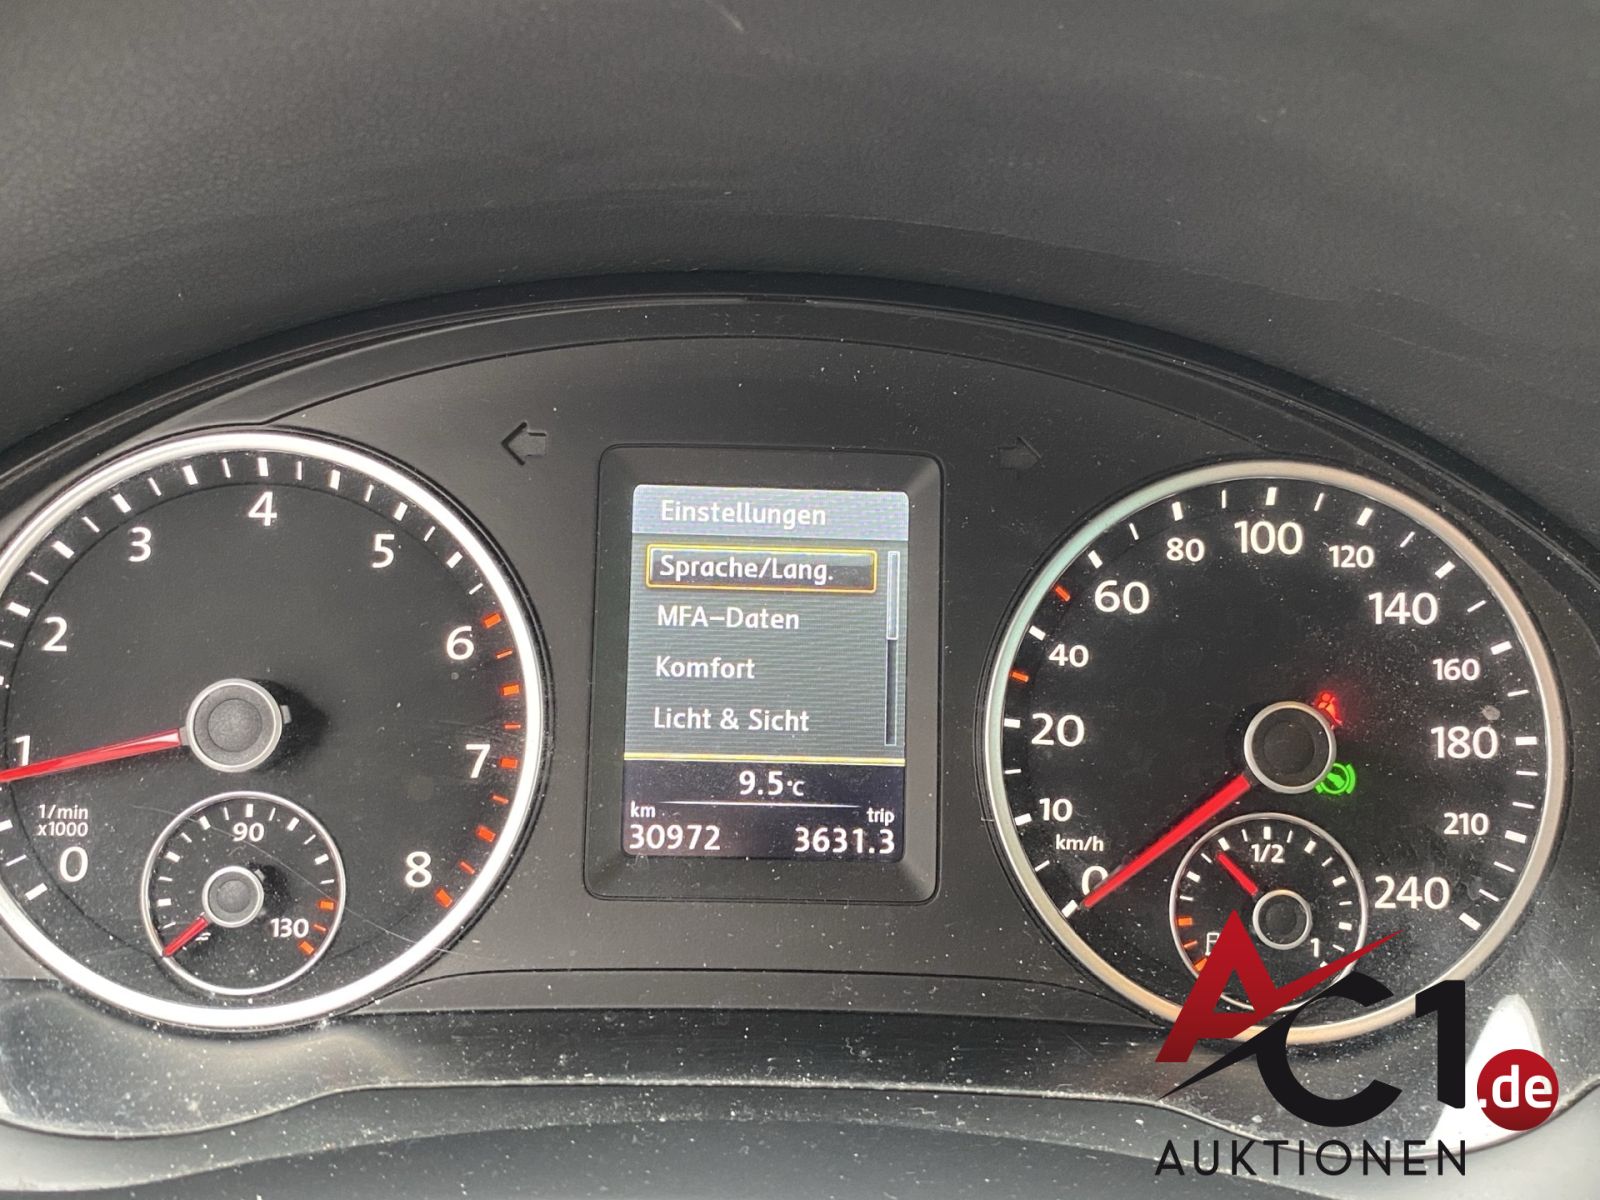 Einstellungen
Sprache/Lang.
MFA-Daten
Komfort
Licht & Sicht
9.5°C
km
trip
30972
3631.3
0
1
2
3
4
5
6
7
8
1/min
x1000
90
130
0
10
20
40
60
80
100
120
140
160
180
210
240
km/h
1/2
1
AC1.de
AUKTIONEN